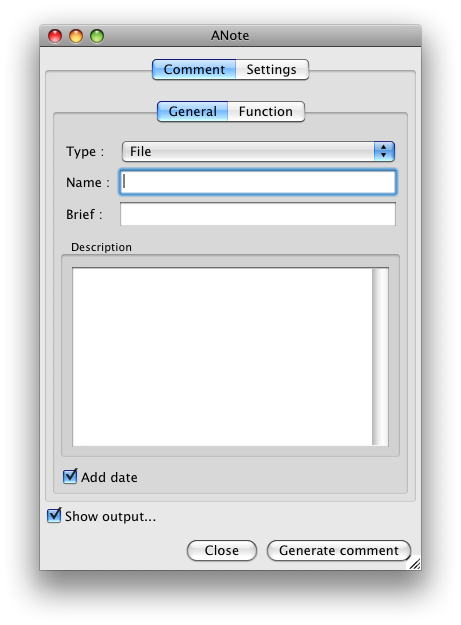 ANote
Comment Settings
General Function
Type : File
Name :
Brief :
Description
Add date
Show output...
Close Generate comment